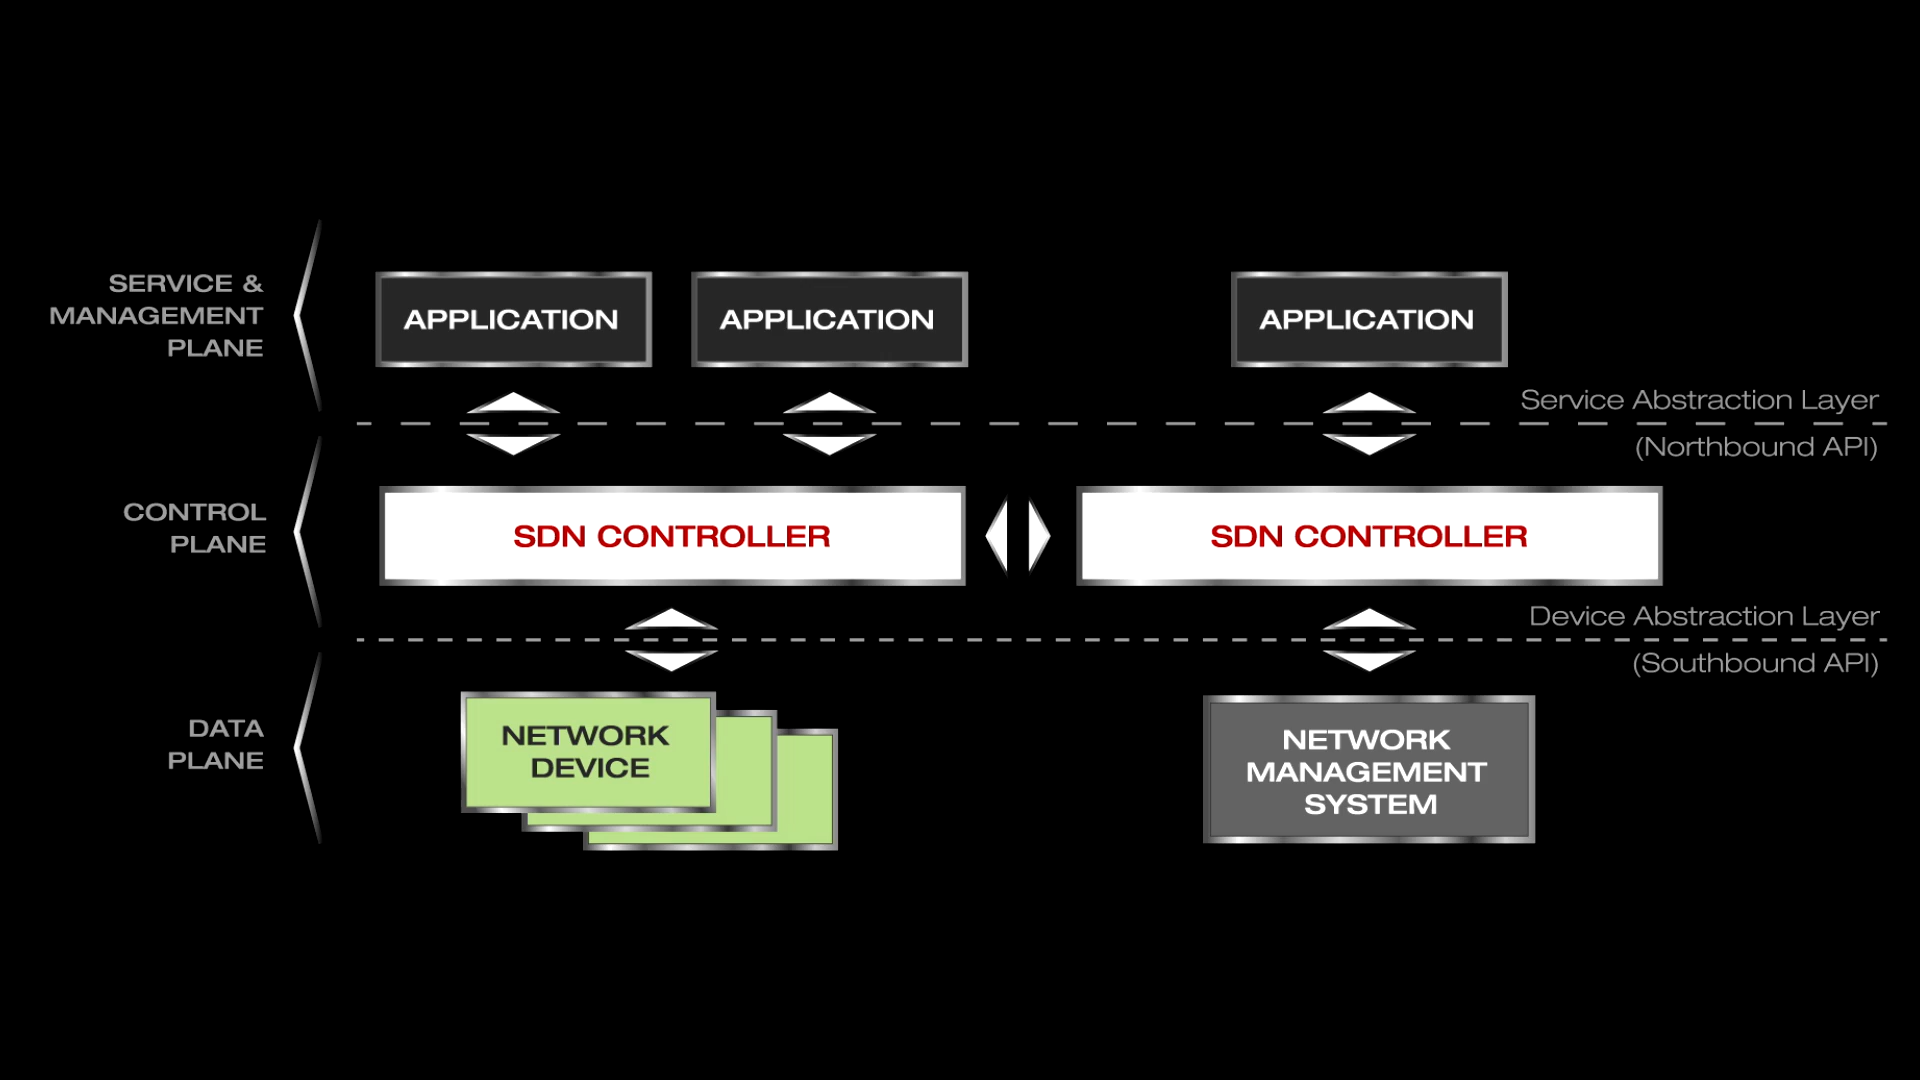 SERVICE &
MANAGEMENT
PLANE
APPLICATION
APPLICATION
APPLICATION
Service Abstraction Layer
(Northbound API)
CONTROL
PLANE
SDN CONTROLLER
SDN CONTROLLER
Device Abstraction Layer
(Southbound API)
DATA
PLANE
NETWORK
DEVICE
NETWORK
MANAGEMENT
SYSTEM